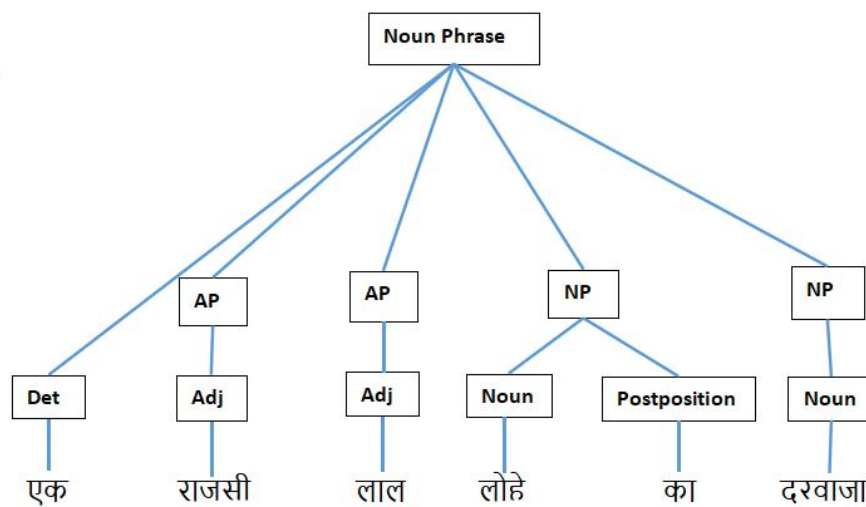 Noun Phrase
AP AP NP NP
Det Adj Adj Noun Postposition Noun
एक राजसी लाल लोहे का दरवाजा